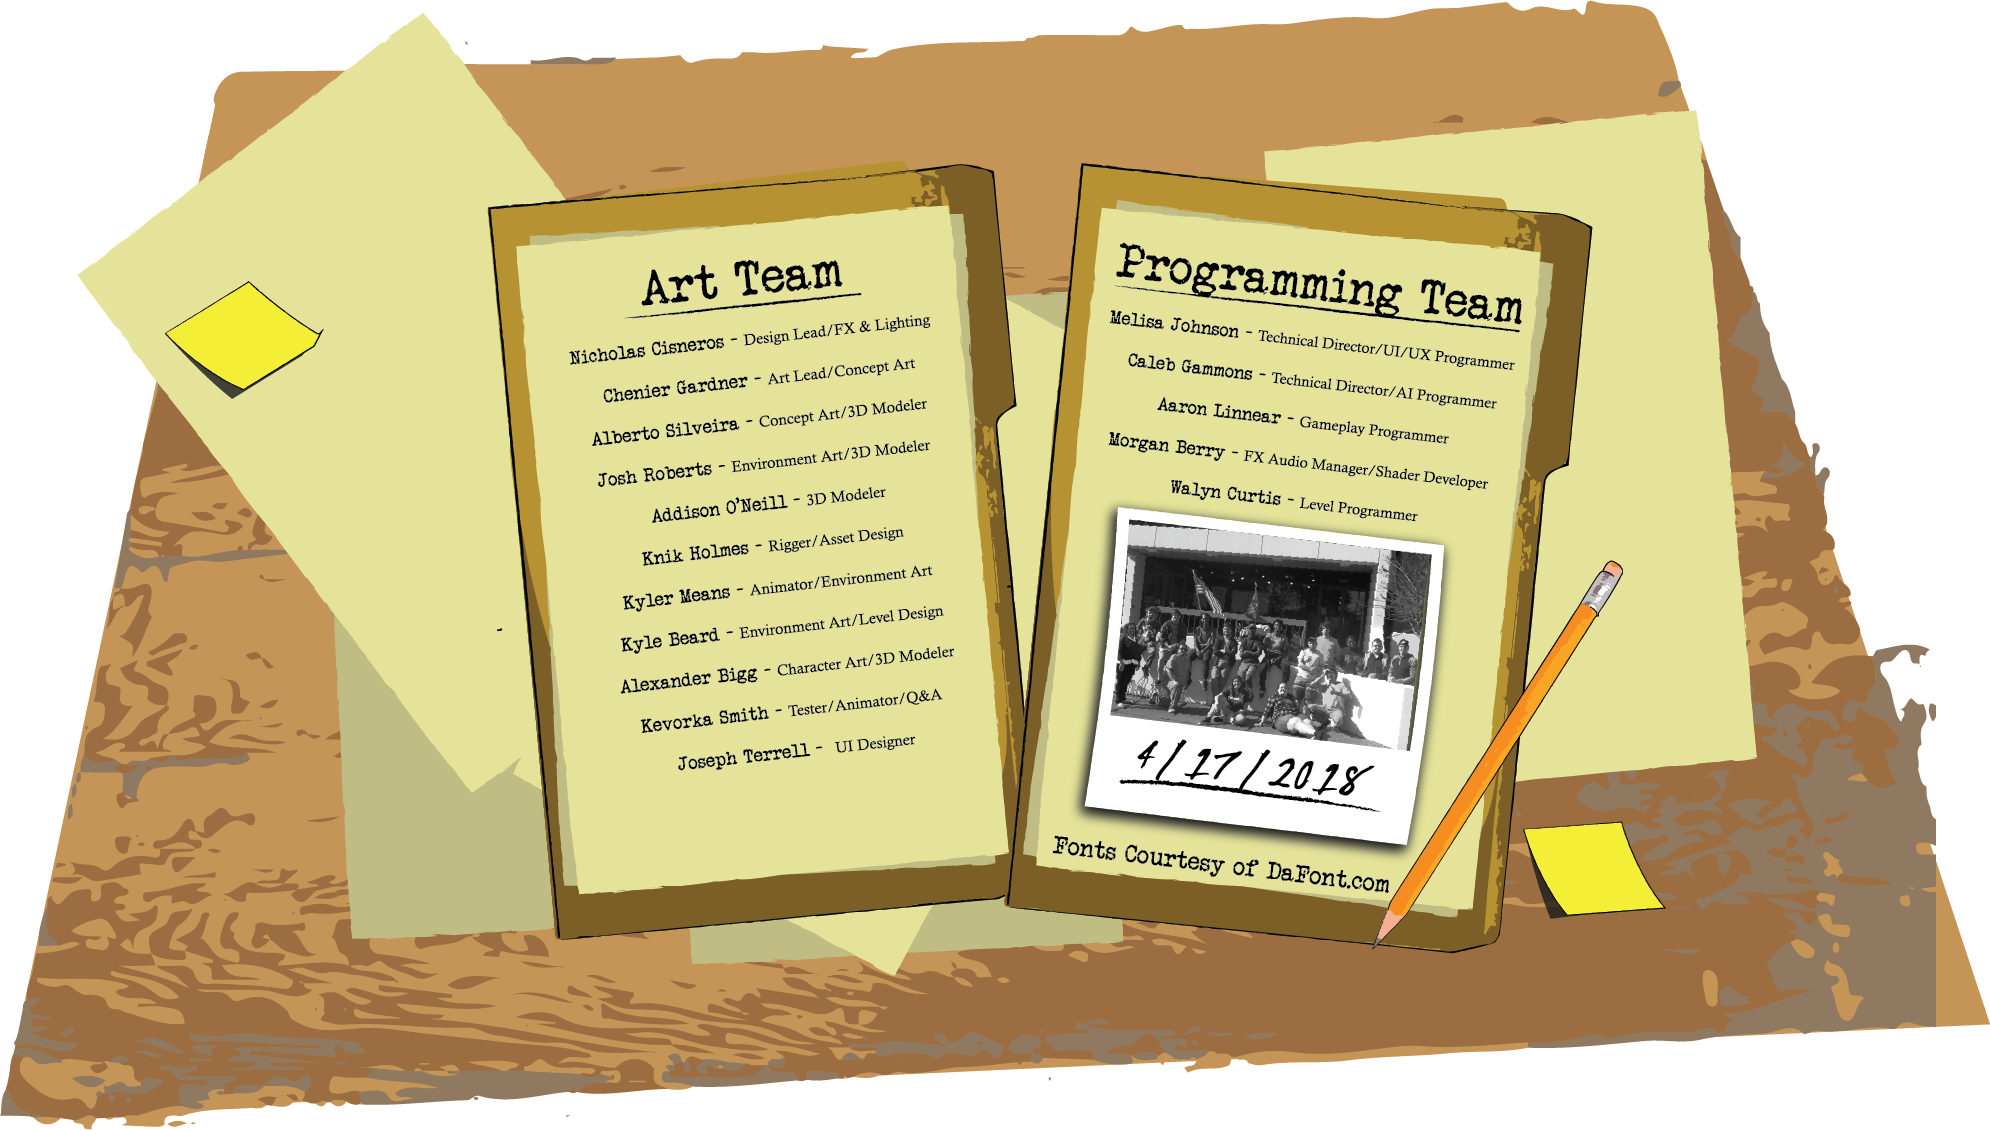 Art Team
Nicholas Cisneros - Design Lead/FX & Lighting
Chenier Gardner - Art Lead/Concept Art
Alberto Silveira - Concept Art/3D Modeler
Josh Roberts - Environment Art/3D Modeler
Addison O'Neill - 3D Modeler
Knik Holmes - Rigger/Asset Design
Kyler Means - Animator/Environment Art
Kyle Beard - Environment Art/Level Design
Alexander Bigg - Character Art/3D Modeler
Kevorka Smith - Tester/Animator/Q&A
Joseph Terrell - UI Designer
Programming Team
Melisa Johnson - Technical Director/UI/UX Programmer
Caleb Gammons - Technical Director/AI Programmer
Aaron Linnear - Gameplay Programmer
Morgan Berry - FX Audio Manager/Shader Developer
Walyn Curtis - Level Programmer
4/17/2018
Fonts Courtesy of DaFont.com